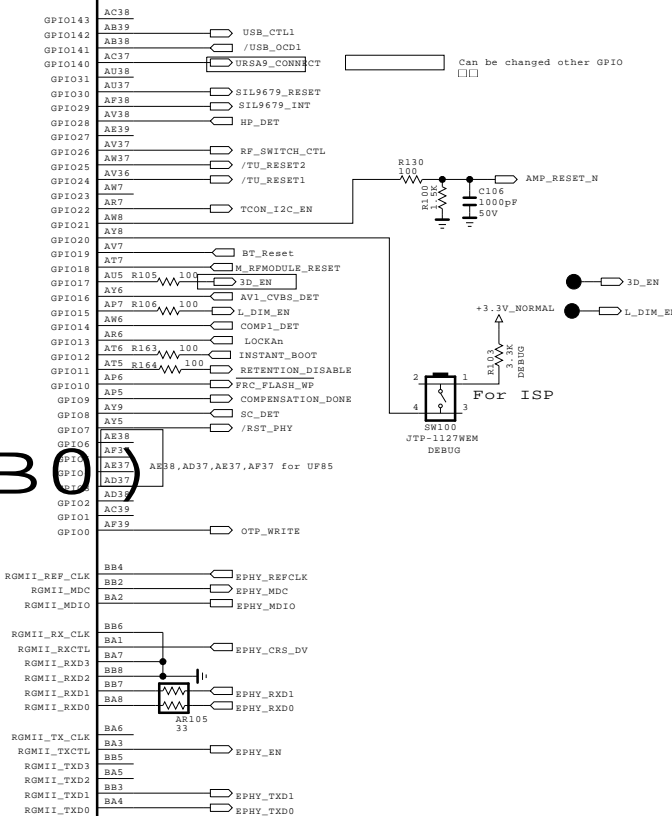 GPIO143 AC38
GPIO142 AB39 USB_CTL1
GPIO141 AB38 /USB_OCD1
GPIO140 AC37 URSA9_CONNECT
Can be changed other GPIO
GPIO31 AU38
GPIO30 AU37 SIL9679_RESET
GPIO29 AF38 SIL9679_INT
GPIO28 AV38 HP_DET
GPIO27 AE39
GPIO26 AV37 RF_SWITCH_CTL
GPIO25 AW37 /TU_RESET2
GPIO24 AV36 /TU_RESET1
GPIO23 AW7
GPIO22 AR7 TCON_I2C_EN
GPIO21 AW8
GPIO20 AY8
GPIO19 AV7 BT_Reset
GPIO18 AT7 M_RFMODULE_RESET
GPIO17 AU5 R105 100 3D_EN
GPIO16 AY6 AV1_CVBS_DET
GPIO15 AP7 R106 100 L_DIM_EN
GPIO14 AW6 COMP1_DET
GPIO13 AR6 LOCKAn
GPIO12 AT6 R163 100 INSTANT_BOOT
GPIO11 AT5 R164 100 RETENTION_DISABLE
GPIO10 AP6 FRC_FLASH_WP
GPIO9 AP5 COMPENSATION_DONE
GPIO8 AY9 SC_DET
GPIO7 AY5 /RST_PHY
GPIO6 AE38
AE37
AD37
AE38,AD37,AE37,AF37 for UF85
B0)
GPIO2
GPIO1 AC39
GPIO0 AF39 OTP_WRITE
R130
100
AMP_RESET_N
R100
1.5K
C106
1000pF
50V
3D_EN
+3.3V_NORMAL
R103
3.3K
DEBUG
2 1
4 3
For ISP
SW100
JTP-1127WEM
DEBUG
RGMII_REF_CLK BB4 EPHY_REFCLK
RGMII_MDC BB2 EPHY_MDC
RGMII_MDIO BA2 EPHY_MDIO
RGMII_RX_CLK BB6
RGMII_RXCTL BA1 EPHY_CRS_DV
RGMII_RXD3 BA7
RGMII_RXD2 BB8
RGMII_RXD1 BB7 EPHY_RXD1
RGMII_RXD0 BA8 EPHY_RXD0
AR105
33
RGMII_TX_CLK BA6
RGMII_TXCTL BA3 EPHY_EN
RGMII_TXD3 BB5
RGMII_TXD2 BA5
RGMII_TXD1 BB3 EPHY_TXD1
RGMII_TXD0 BA4 EPHY_TXD0